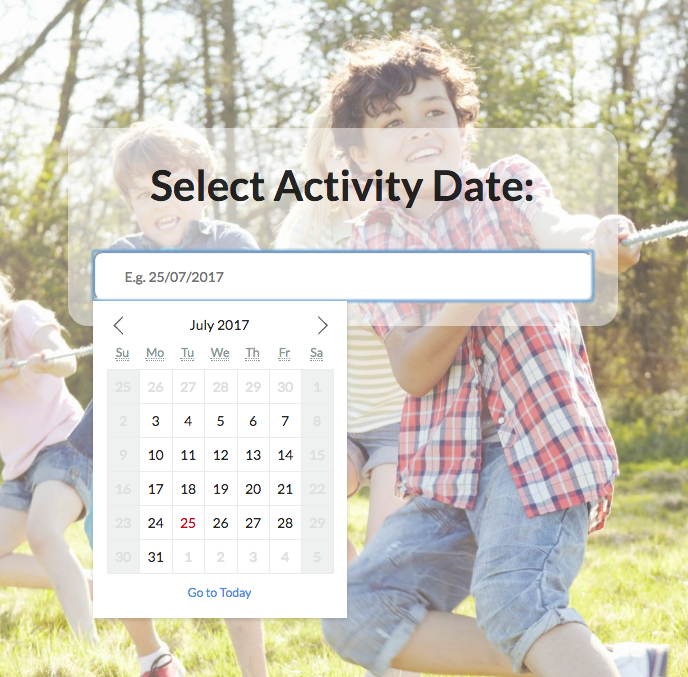 Select Activity Date:
E.g. 25/07/2017
July 2017
Su Mo Tu We Th Fr Sa
25 26 27 28 29 30 1
2 3 4 5 6 7 8
9 10 11 12 13 14 15
16 17 18 19 20 21 22
23 24 25 26 27 28 29
30 31 1 2 3 4 5
Go to Today